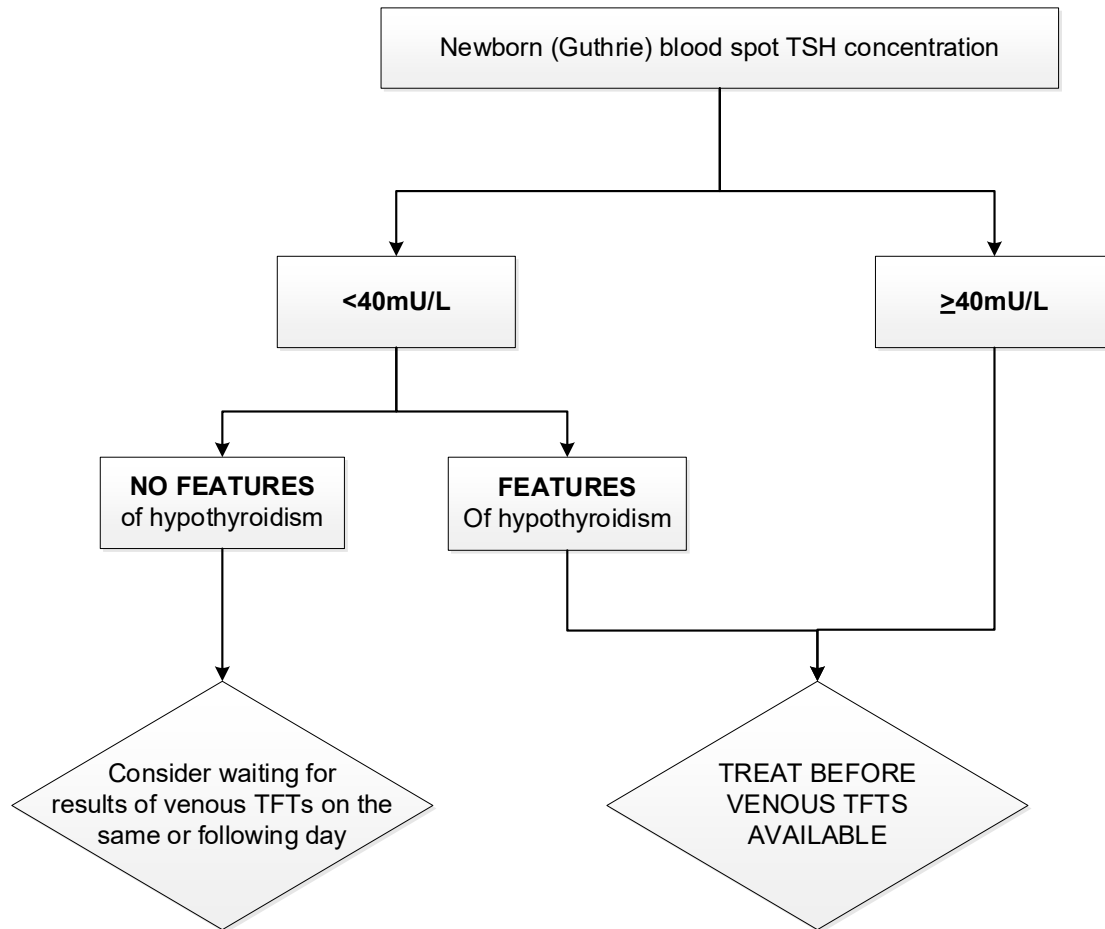 Newborn (Guthrie) blood spot TSH concentration
<40mU/L
≥40mU/L
NO FEATURES
of hypothyroidism
FEATURES
Of hypothyroidism
Consider waiting for
results of venous TFTs on the
same or following day
TREAT BEFORE
VENOUS TFTS
AVAILABLE